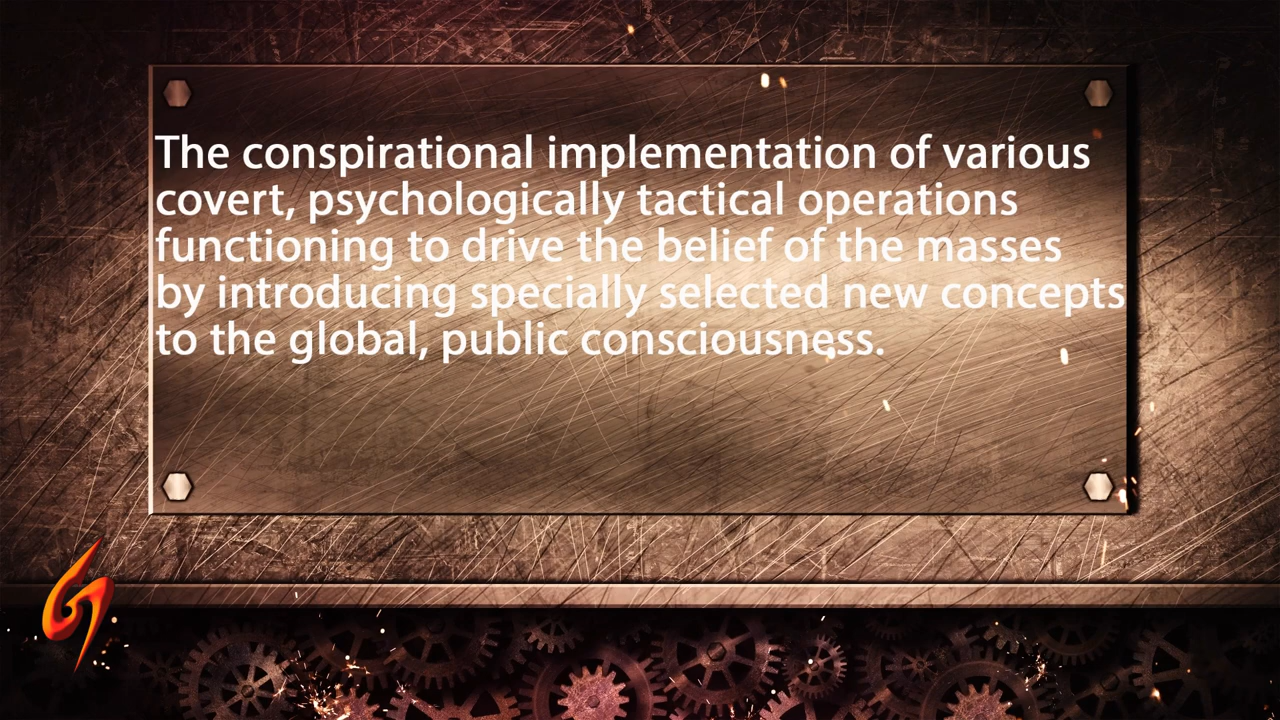 The conspirational implementation of various
covert, psychologically tactical operations
functioning to drive the belief of the masses
by introducing specially selected new concepts
to the global, public consciousness.